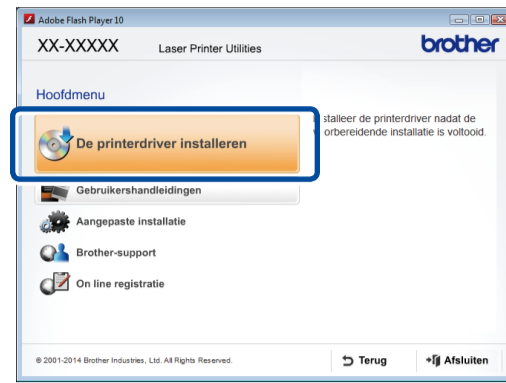 Adobe Flash Player 10
XX-XXXXX Laser Printer Utilities brother
Hoofdmenu
De printerdriver installeren
stalleer de printerdriver nadat de
orbereidende installatie is voltooid.
Gebruikershandleidingen
Aangepaste installatie
Brother-support
On line registratie
© 2001-2014 Brother Industries, Ltd. All Rights Reserved.
Terug
Afsluiten